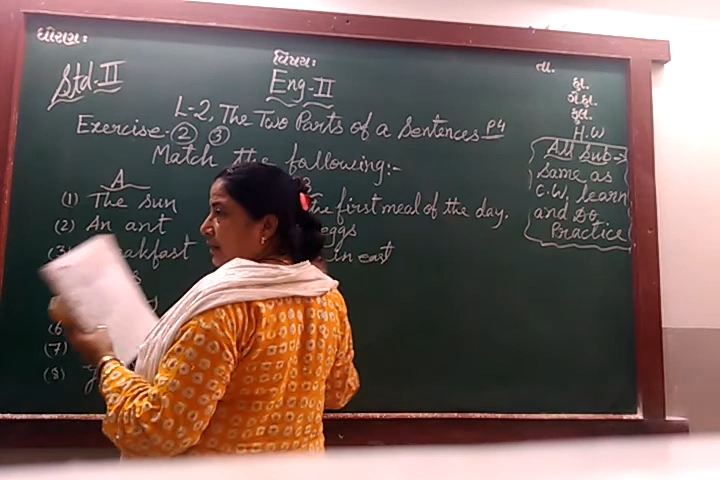 ધોરણઃ
વિષયઃ
તા.
Std-II
Eng-II
હા.
ગે.હા.
કુલ.
L-2, The Two Parts of a Sentences P4
Exercise-② ③
Match the following:-
H.W
All Sub→
Same as
C.W, learn
and Do
Practice
A
(1) The sun
the first meal of the day.
(2) An ant
eggs
(3)
akfast
in east
(6)
(7)
(8)